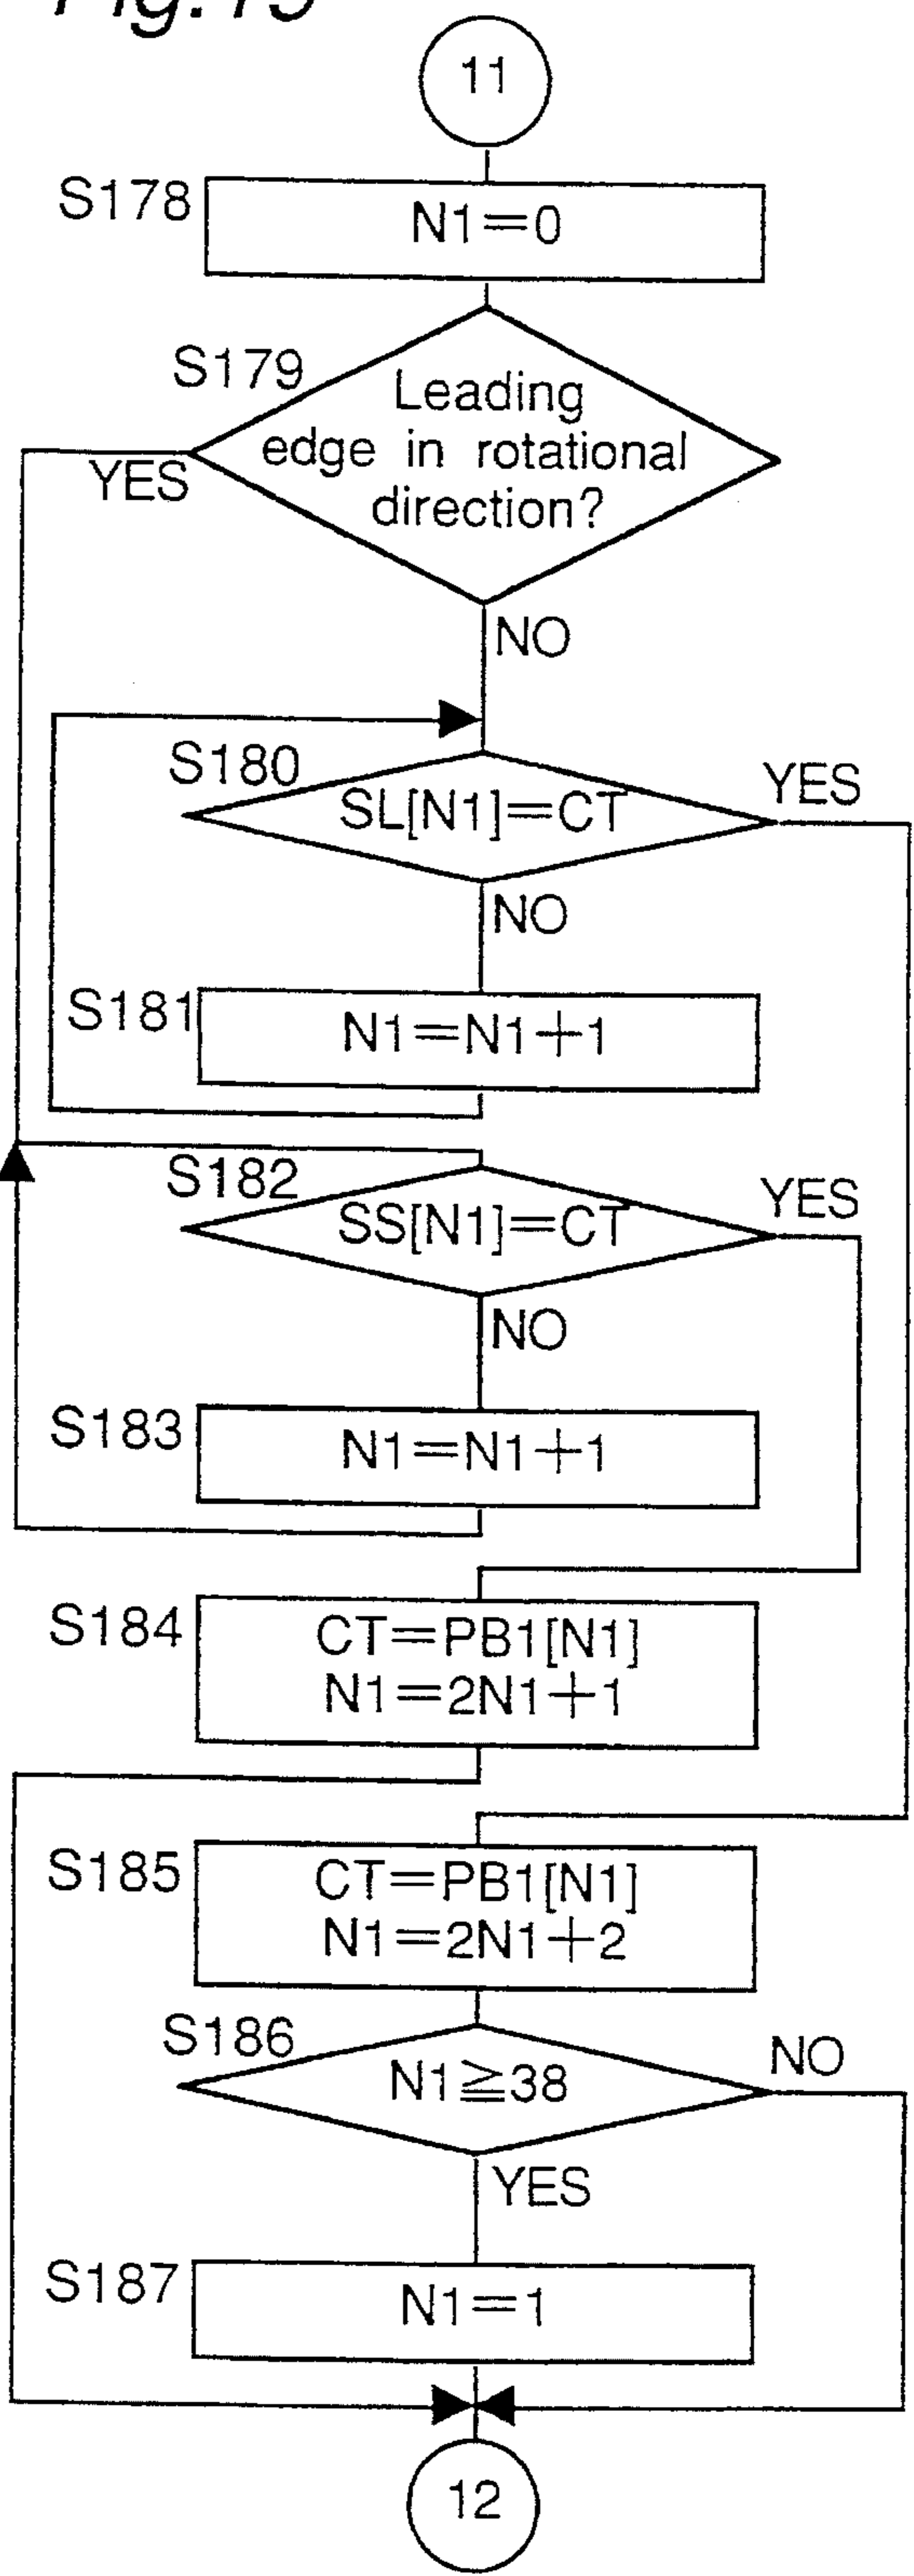 11
S178
N1=0
S179
Leading
edge in rotational
direction?
YES
NO
S180
SL[N1]=CT
YES
NO
S181
N1=N1+1
S182
SS[N1]=CT
YES
NO
S183
N1=N1+1
S184
CT=PB1[N1]
N1=2N1+1
S185
CT=PB1[N1]
N1=2N1+2
S186
N1≧38
NO
YES
S187
N1=1
12